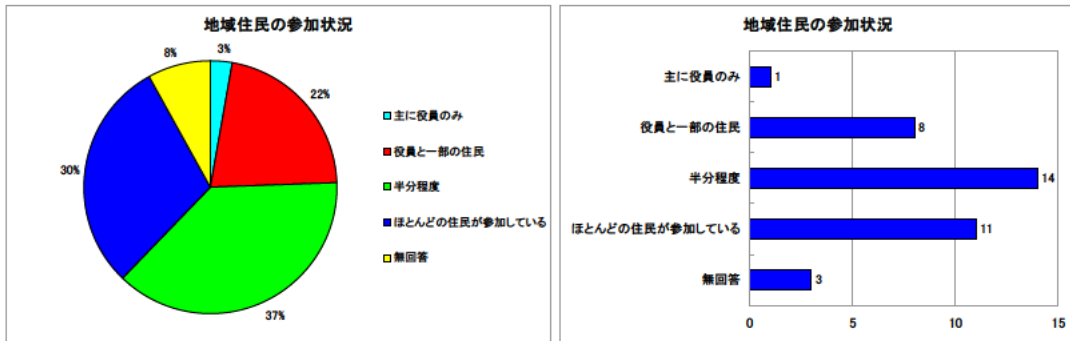 地域住民の参加状況
3%
22%
37%
30%
8%
主に役員のみ
役員と一部の住民
半分程度
ほとんどの住民が参加している
無回答
地域住民の参加状況
0 5 10 15
主に役員のみ 1
役員と一部の住民 8
半分程度 14
ほとんどの住民が参加している 11
無回答 3